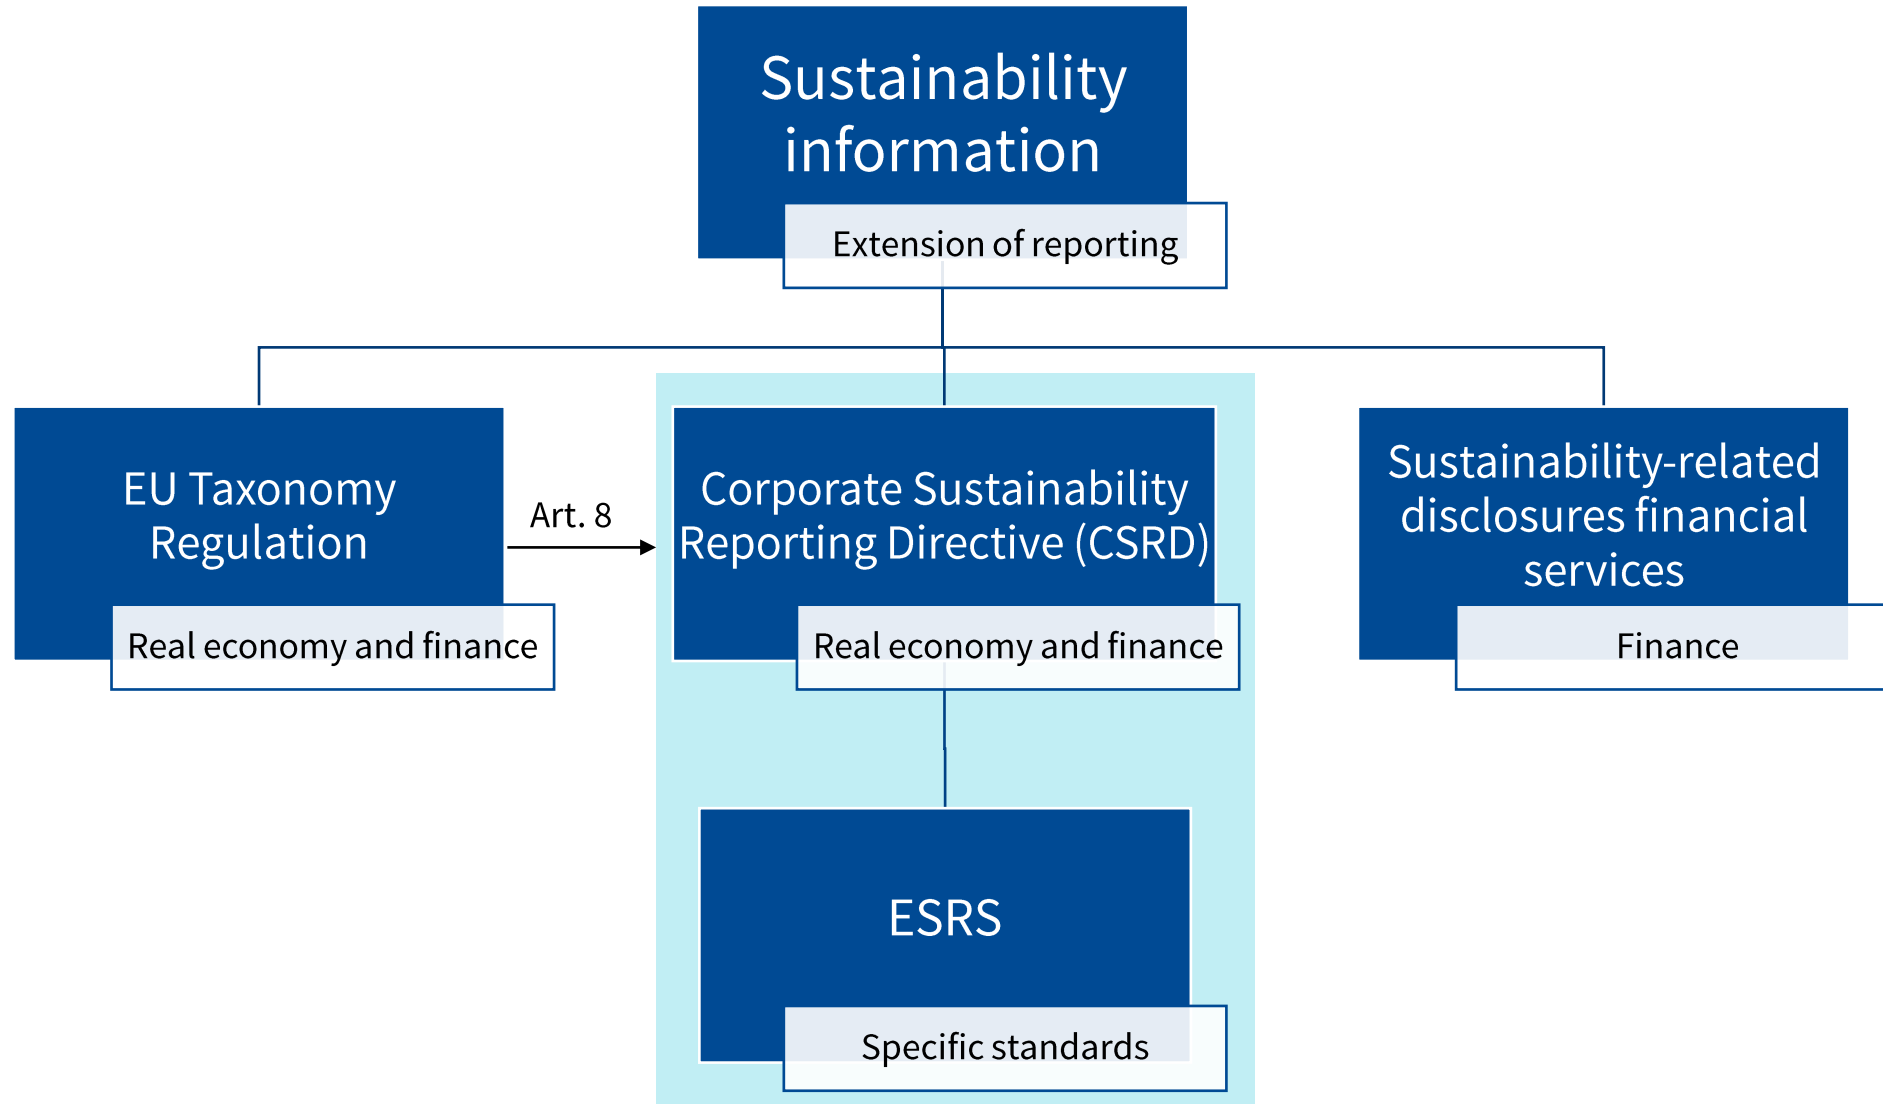 Sustainability
information
Extension of reporting
EU Taxonomy
Regulation
Real economy and finance
Art. 8
Corporate Sustainability
Reporting Directive (CSRD)
Real economy and finance
Sustainability-related
disclosures financial
services
Finance
ESRS
Specific standards